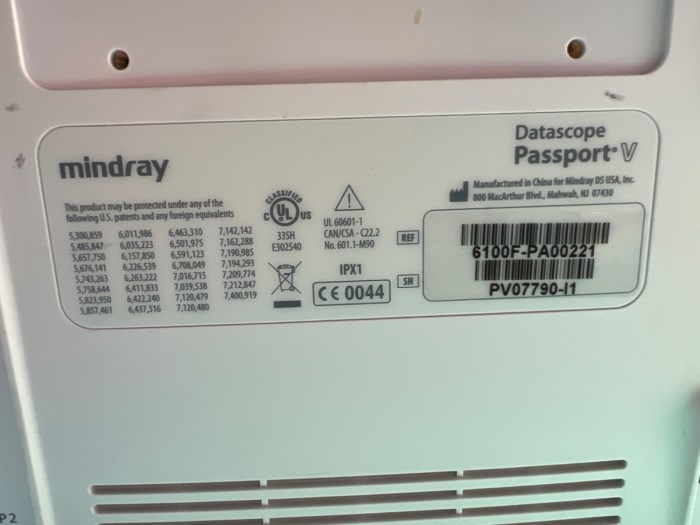 mindray
Datascope
Passport V
This product may be protected under any of the
following U.S. patents and any foreign equivalents
5,300,859 6,011,986 6,463,310 7,142,142
5,485,847 6,035,223 6,501,975 7,162,288
5,657,750 6,157,850 6,591,123 7,190,985
5,676,141 6,226,539 6,708,049 7,194,293
5,743,263 6,263,222 7,016,715 7,209,774
5,758,644 6,411,833 7,039,538 7,212,847
5,823,950 6,422,240 7,120,479 7,400,919
5,857,461 6,437,316 7,120,480
CLASSIFIED
C UL US
33SH
E302540
UL 60601-1
CAN/CSA - C22.2
No. 601.1-M90
IPX1
CE 0044
Manufactured in China for Mindray DS USA, Inc.
800 MacArthur Blvd., Mahwah, NJ 07430
REF
6100F-PA00221
SN
PV07790-I1
P2